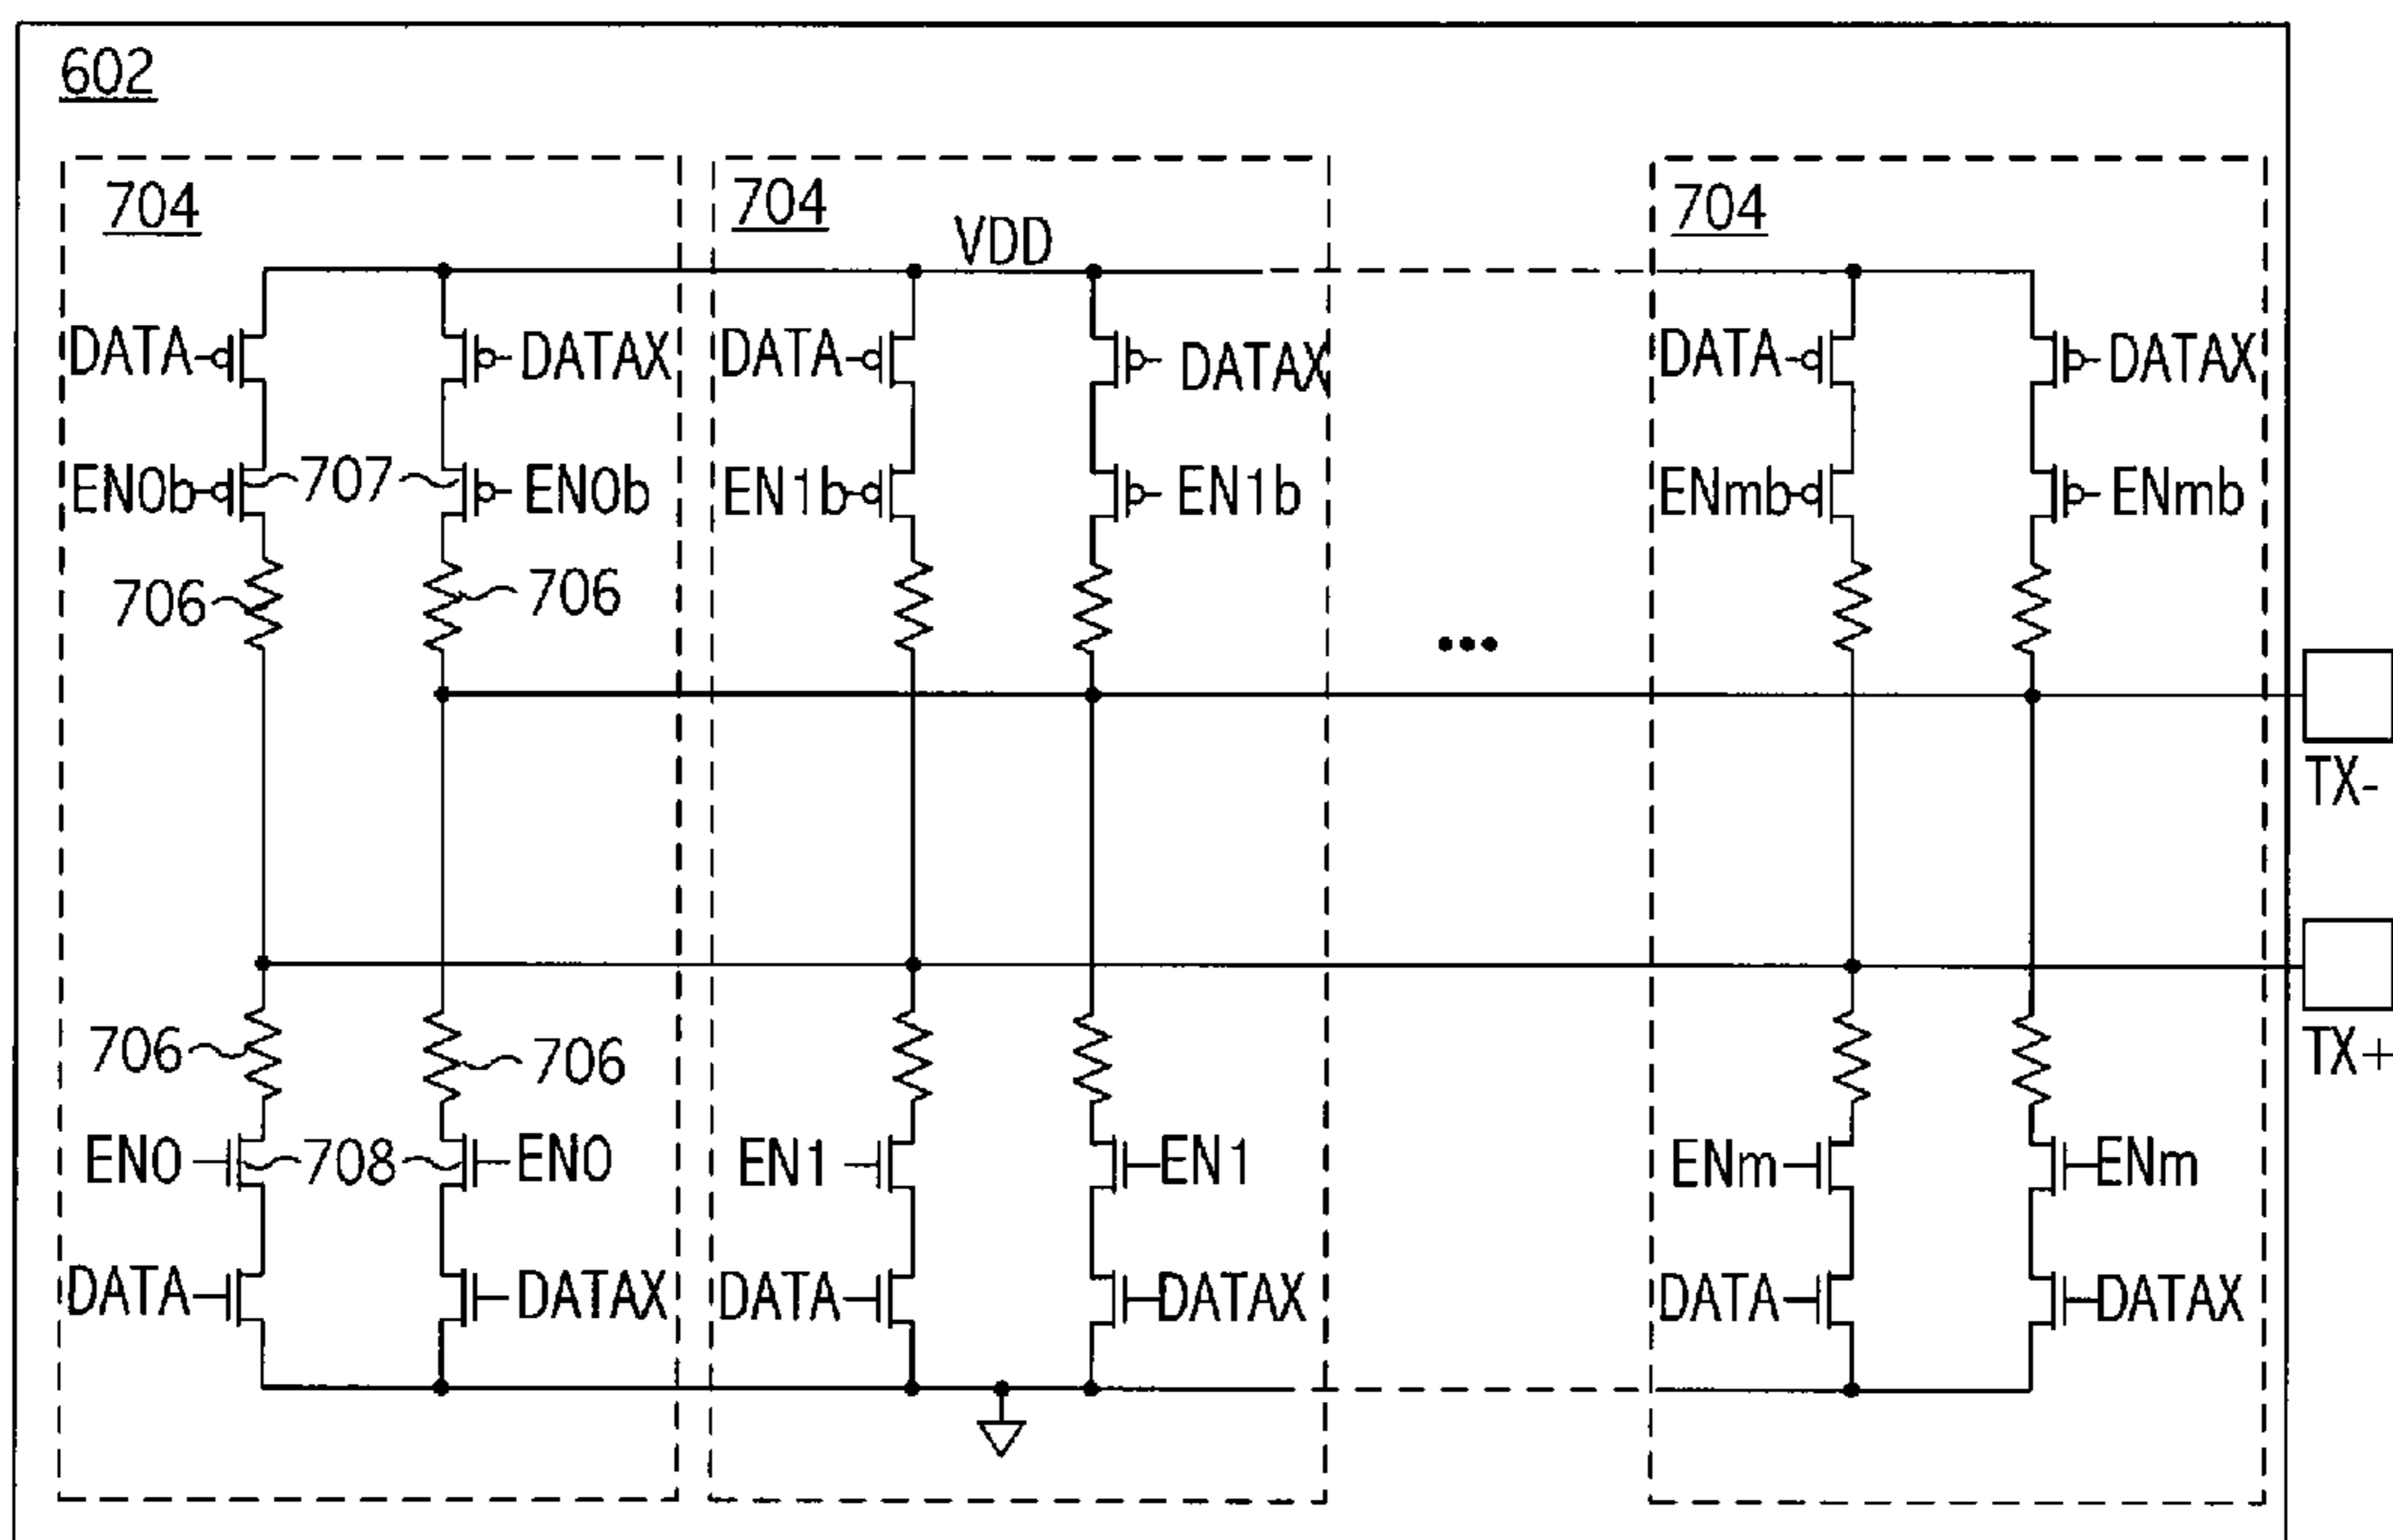 602
704 704 704
VDD
DATA DATAX DATA DATAX DATA DATAX
EN0b 707 EN0b EN1b EN1b ENmb ENmb
706 706
...
TX-
TX+
706 706
EN0 708 EN0 EN1 EN1 ENm ENm
DATA DATAX DATA DATAX DATA DATAX